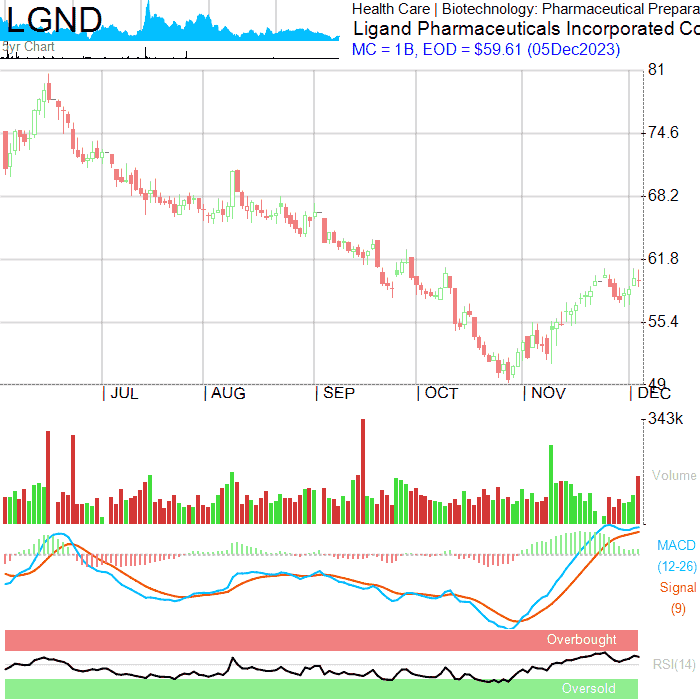 LGND
5yr Chart
Health Care | Biotechnology: Pharmaceutical Prepara
Ligand Pharmaceuticals Incorporated Co
MC = 1B, EOD = $59.61 (05Dec2023)
81
74.6
68.2
61.8
55.4
49
JUL
AUG
SEP
OCT
NOV
DEC
343k
Volume
MACD
(12-26)
Signal
(9)
Overbought
RSI(14)
Oversold